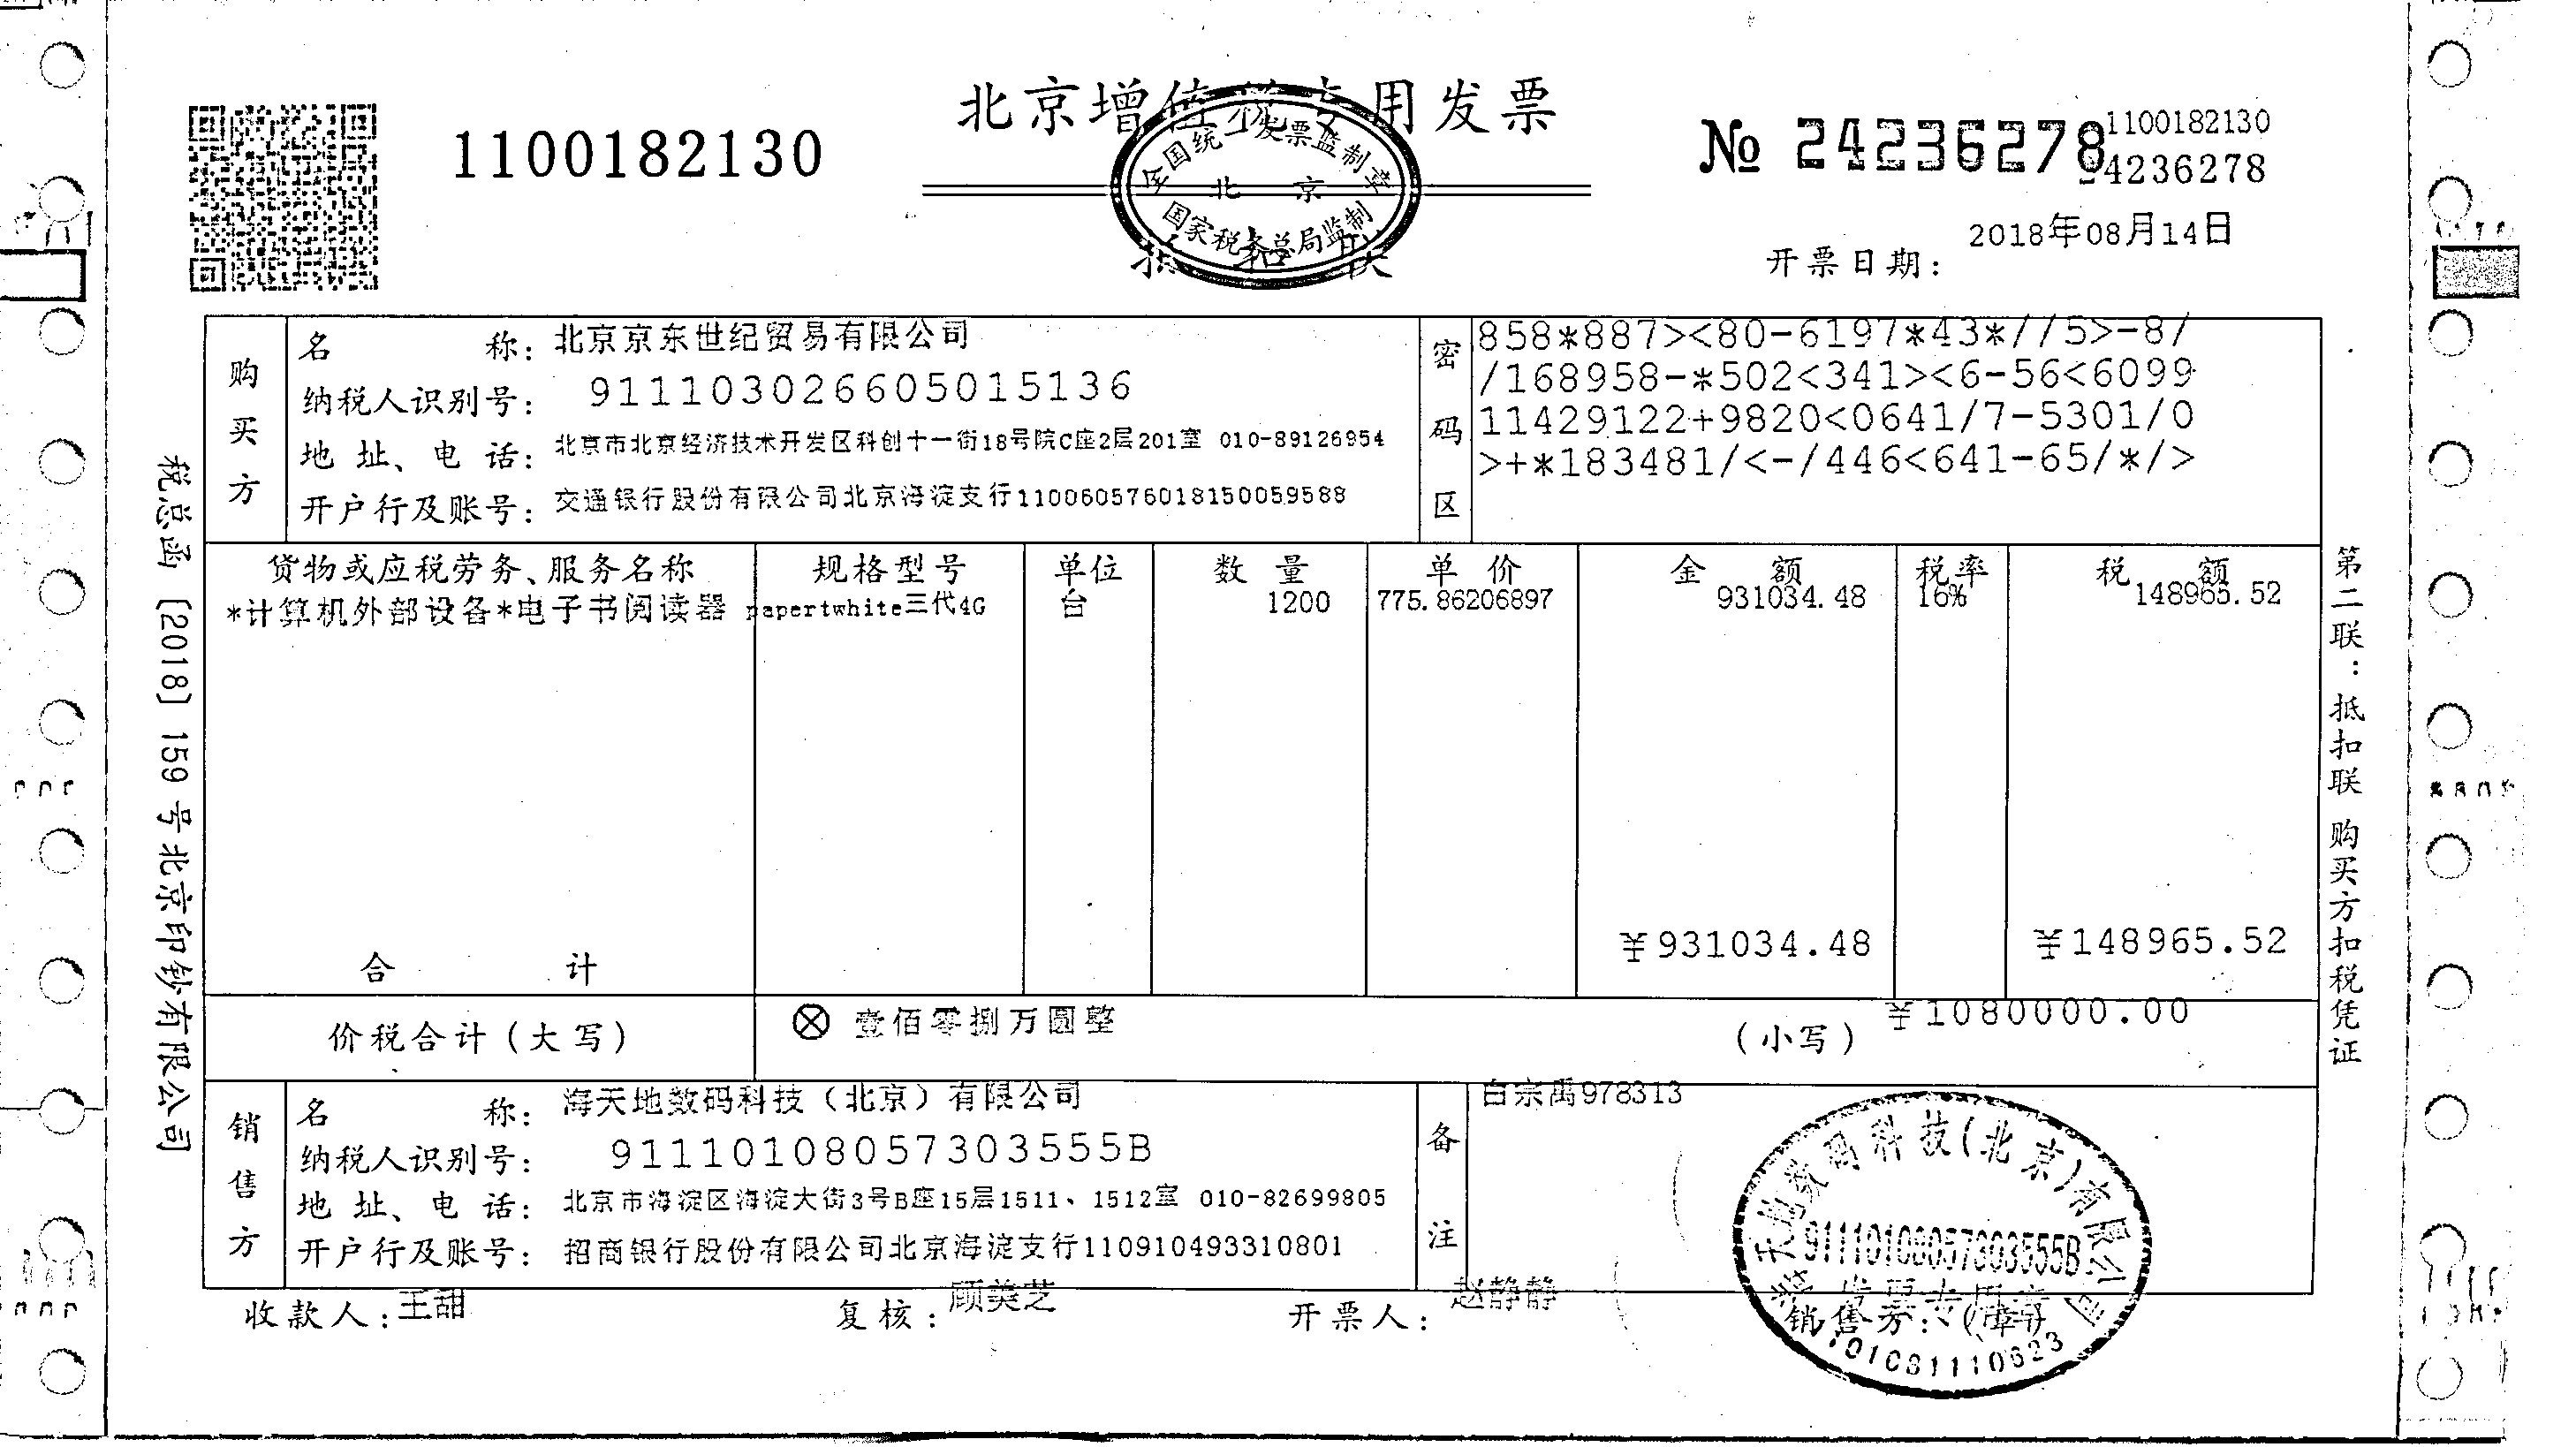 北京增值税专用发票
1100182130
№ 24236278
1100182130
24236278
全国统一发票监制章
北京
国家税务总局监制
抵扣联
开票日期:
2018年08月14日
税总函 [2018] 159 号北京印钞有限公司
购买方
名称: 北京京东世纪贸易有限公司
纳税人识别号: 911103026605015136
地址、电话: 北京市北京经济技术开发区科创十一街18号院C座2层201室 010-89126954
开户行及账号: 交通银行股份有限公司北京海淀支行110060576018150059588
密码区
858*887><80-6197*43*//5>-8/
/168958-*502<341><6-56<6099
11429122+9820<0641/7-5301/0
>+*183481/<-/446<641-65/*/>
货物或应税劳务、服务名称 规格型号 单位 数量 单价 金额 税率 税额
*计算机外部设备*电子书阅读器 papertwhite三代4G 台 1200 775.86206897 931034.48 16% 148965.52
合计 ¥931034.48 ¥148965.52
价税合计(大写) ⊗ 壹佰零捌万圆整 (小写) ¥1080000.00
第二联:抵扣联 购买方扣税凭证
销售方
名称: 海天地数码科技(北京)有限公司
纳税人识别号: 91110108057303555B
地址、电话: 北京市海淀区海淀大街3号B座15层1511、1512室 010-82699805
开户行及账号: 招商银行股份有限公司北京海淀支行110910493310801
备注
白宗禹978313
海天地数码科技(北京)有限公司
91110108057303555B
发票专用章
收款人: 王甜
复核: 顾美芝
开票人: 赵静静
销售方:(章)